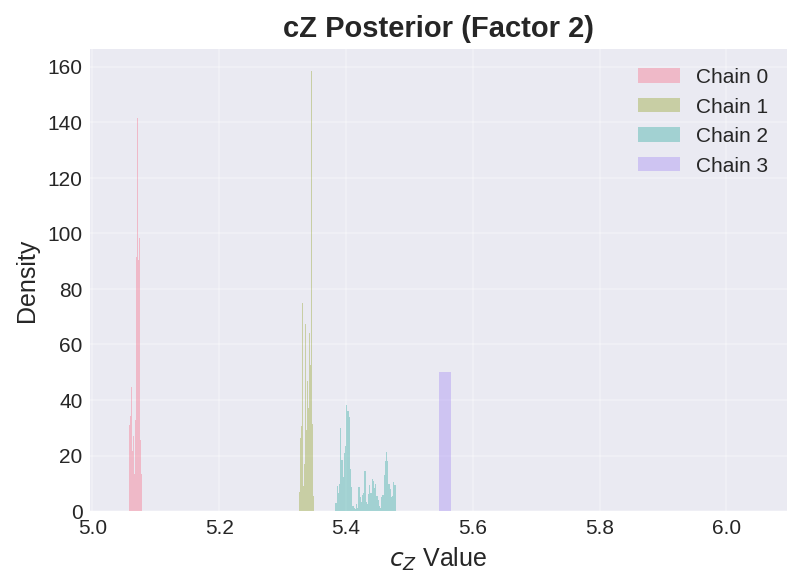 cZ Posterior (Factor 2)
Chain 0
Chain 1
Chain 2
Chain 3
Density
160
140
120
100
80
60
40
20
0
5.0 5.2 5.4 5.6 5.8 6.0
c_Z Value